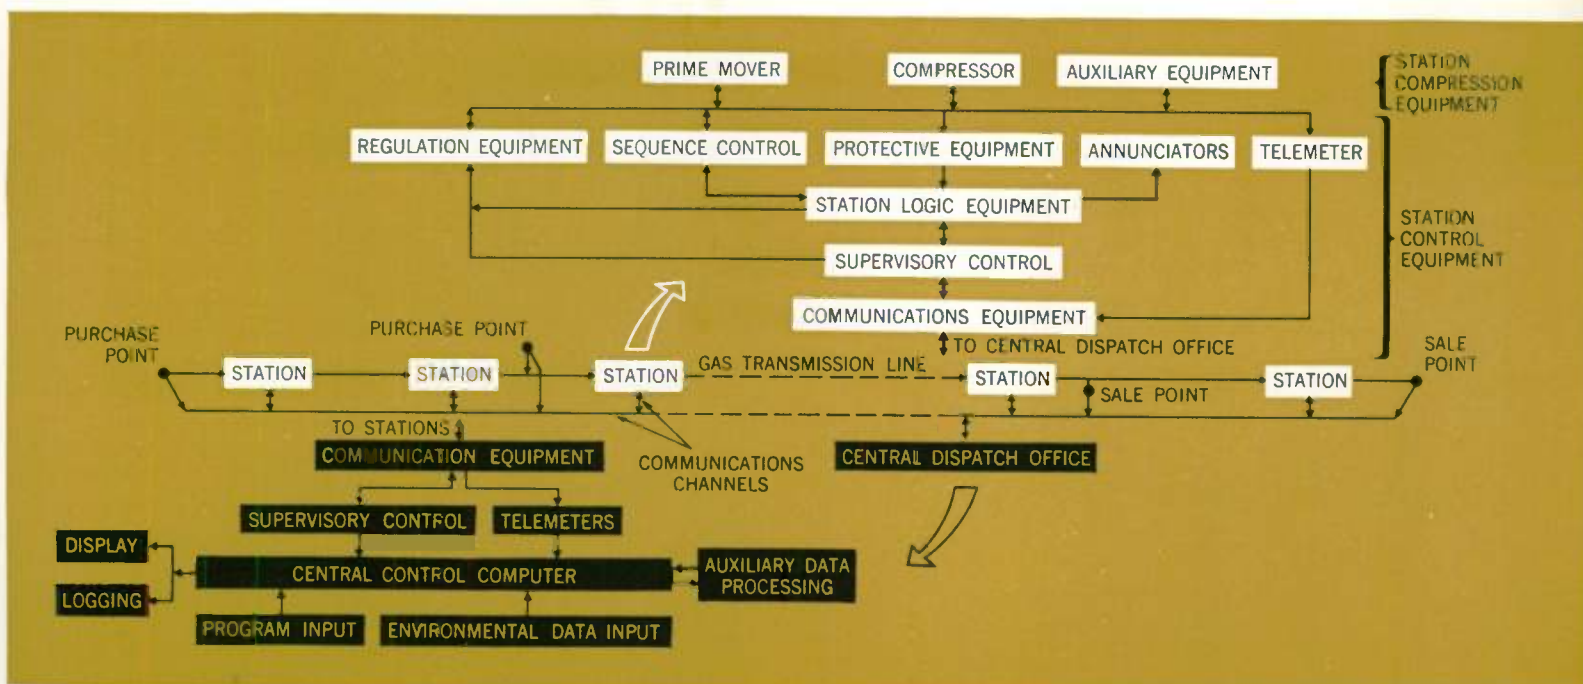 PRIME MOVER
COMPRESSOR
AUXILIARY EQUIPMENT
STATION
COMPRESSION
EQUIPMENT
REGULATION EQUIPMENT
SEQUENCE CONTROL
PROTECTIVE EQUIPMENT
ANNUNCIATORS
TELEMETER
STATION LOGIC EQUIPMENT
SUPERVISORY CONTROL
COMMUNICATIONS EQUIPMENT
STATION
CONTROL
EQUIPMENT
TO CENTRAL DISPATCH OFFICE
PURCHASE
POINT
PURCHASE POINT
STATION
STATION
STATION
GAS TRANSMISSION LINE
STATION
SALE POINT
STATION
SALE
POINT
TO STATIONS
COMMUNICATION EQUIPMENT
COMMUNICATIONS
CHANNELS
CENTRAL DISPATCH OFFICE
SUPERVISORY CONTROL
TELEMETERS
DISPLAY
LOGGING
CENTRAL CONTROL COMPUTER
AUXILIARY DATA
PROCESSING
PROGRAM INPUT
ENVIRONMENTAL DATA INPUT